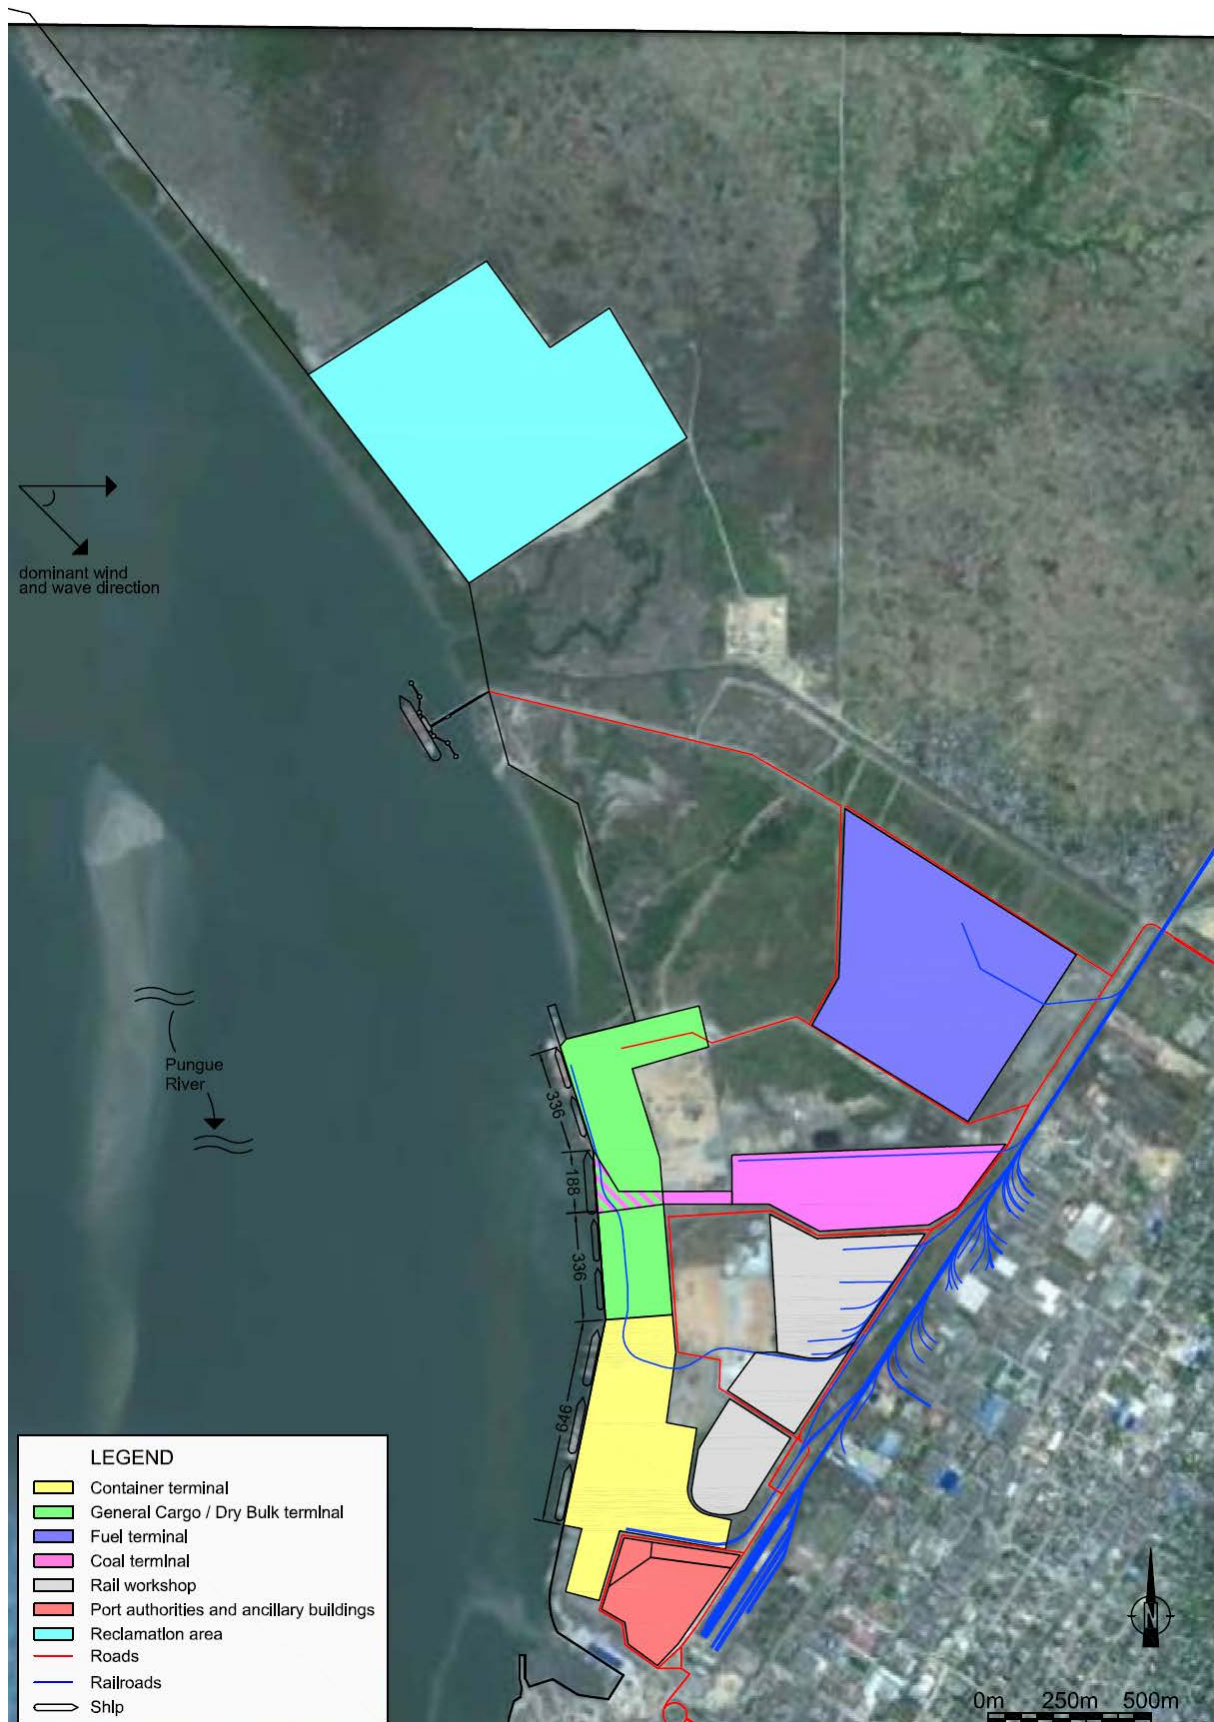 dominant wind
and wave direction
Pungue
River
336
188
336
646
LEGEND
Container terminal
General Cargo / Dry Bulk terminal
Fuel terminal
Coal terminal
Rail workshop
Port authorities and ancillary buildings
Reclamation area
Roads
Railroads
Ship
N
0m 250m 500m